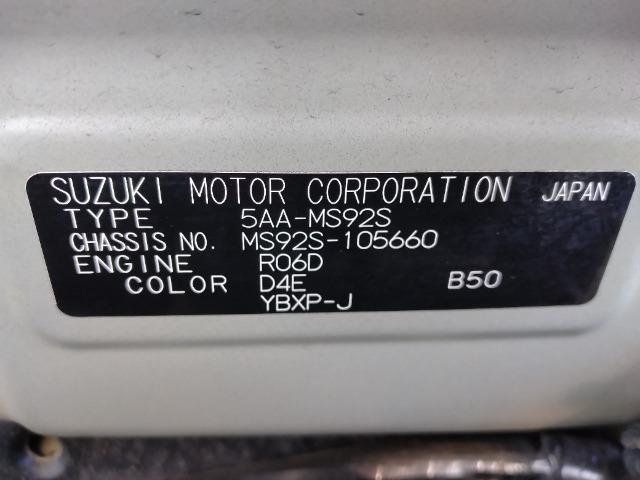 SUZUKI MOTOR CORPORATION JAPAN
TYPE 5AA-MS92S
CHASSIS NO. MS92S-105660
ENGINE R06D
COLOR D4E B50
YBXP-J